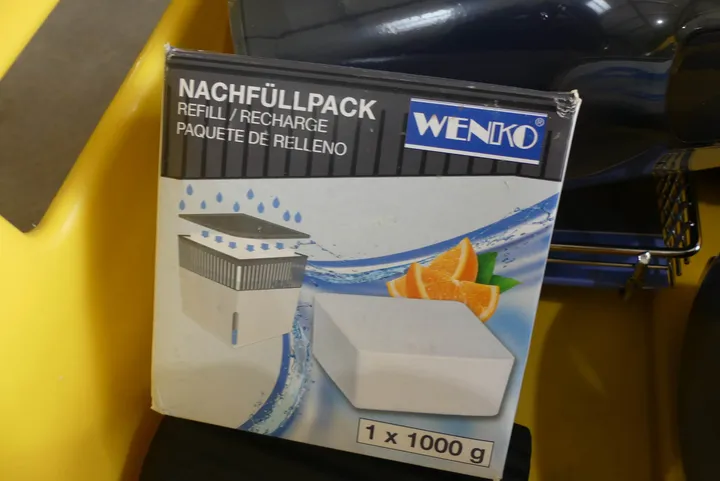 NACHFÜLLPACK
REFILL / RECHARGE
PAQUETE DE RELLENO
WENKO®
1 x 1000 g